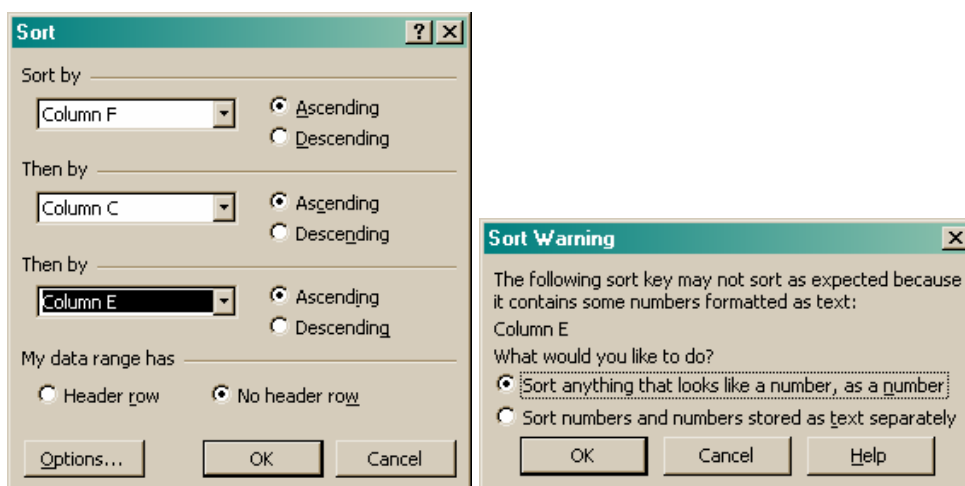 Sort
Sort by
Column F
Ascending
Descending
Then by
Column C
Ascending
Descending
Then by
Column E
Ascending
Descending
My data range has
Header row
No header row
Options...
OK
Cancel
Sort Warning
The following sort key may not sort as expected because
it contains some numbers formatted as text:
Column E
What would you like to do?
Sort anything that looks like a number, as a number
Sort numbers and numbers stored as text separately
OK
Cancel
Help